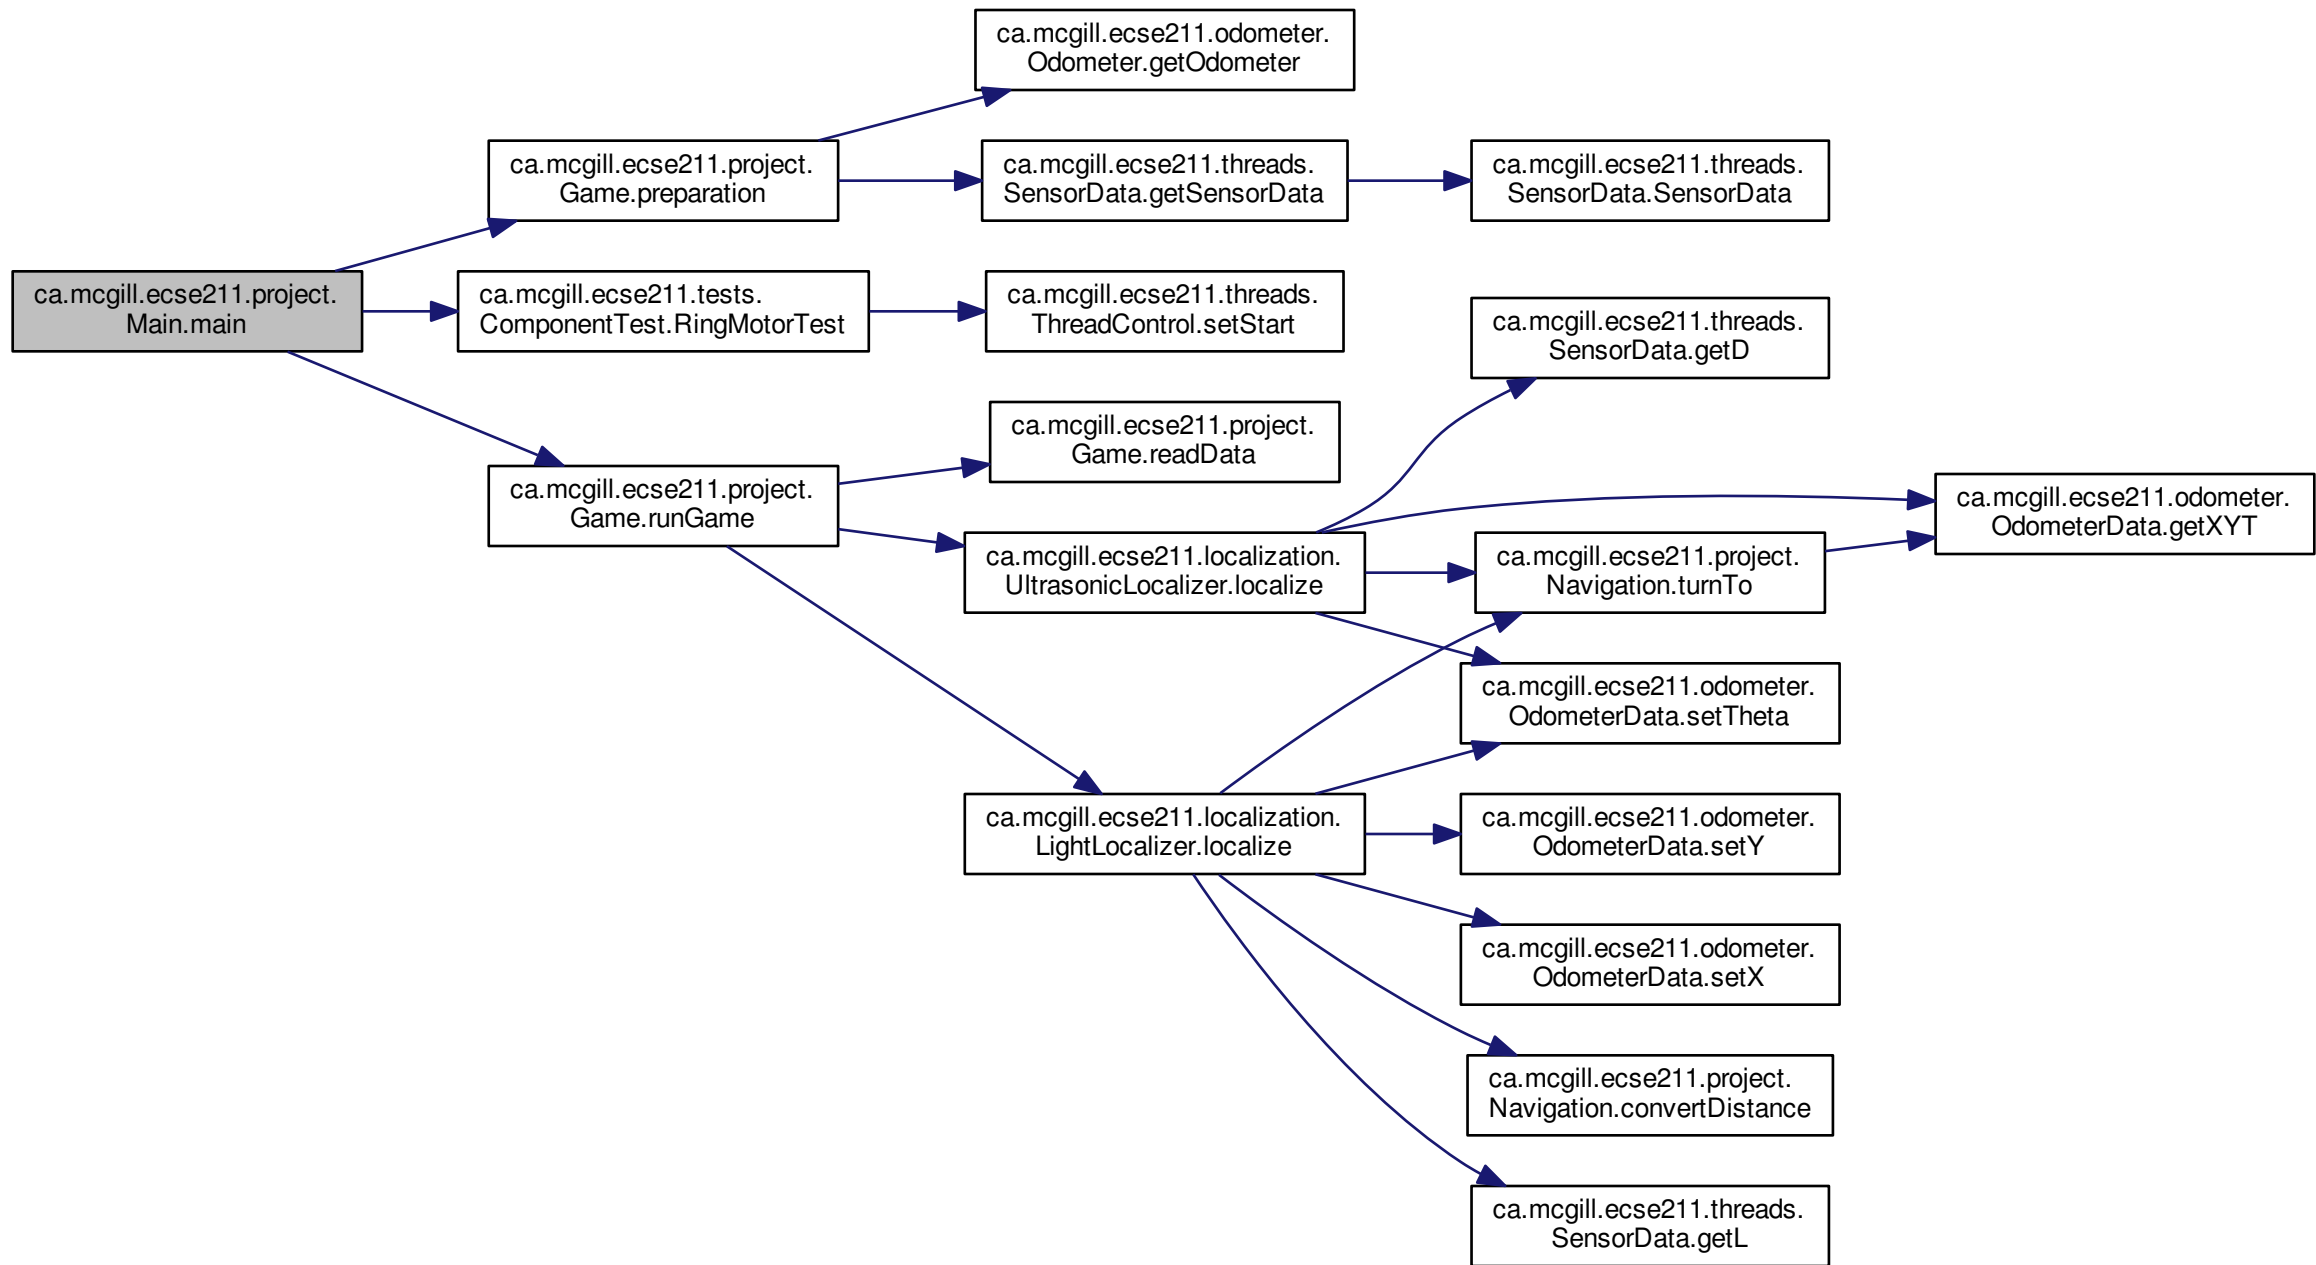 ca.mcgill.ecse211.project.
Main.main
ca.mcgill.ecse211.project.
Game.preparation
ca.mcgill.ecse211.tests.
ComponentTest.RingMotorTest
ca.mcgill.ecse211.project.
Game.runGame
ca.mcgill.ecse211.odometer.
Odometer.getOdometer
ca.mcgill.ecse211.threads.
SensorData.getSensorData
ca.mcgill.ecse211.threads.
ThreadControl.setStart
ca.mcgill.ecse211.project.
Game.readData
ca.mcgill.ecse211.localization.
UltrasonicLocalizer.localize
ca.mcgill.ecse211.localization.
LightLocalizer.localize
ca.mcgill.ecse211.threads.
SensorData.SensorData
ca.mcgill.ecse211.threads.
SensorData.getD
ca.mcgill.ecse211.project.
Navigation.turnTo
ca.mcgill.ecse211.odometer.
OdometerData.setTheta
ca.mcgill.ecse211.odometer.
OdometerData.setY
ca.mcgill.ecse211.odometer.
OdometerData.setX
ca.mcgill.ecse211.project.
Navigation.convertDistance
ca.mcgill.ecse211.threads.
SensorData.getL
ca.mcgill.ecse211.odometer.
OdometerData.getXYT